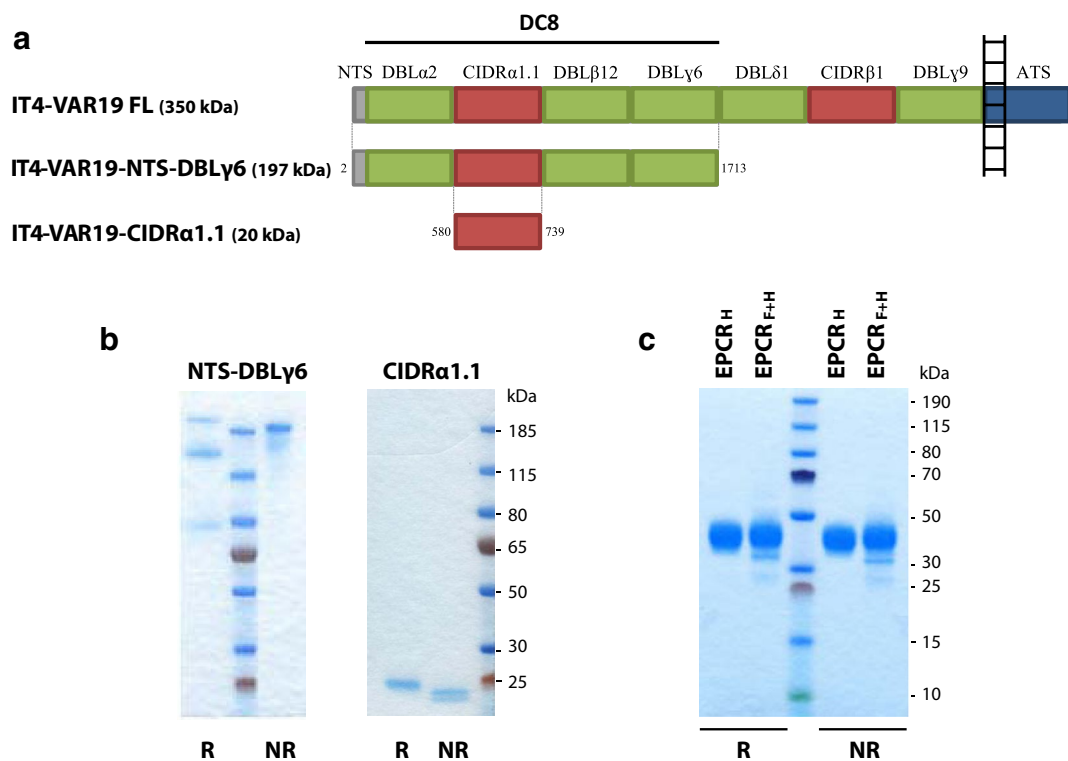 a
DC8
NTS DBLα2 CIDRα1.1 DBLβ12 DBLɣ6 DBLδ1 CIDRβ1 DBLɣ9 ATS
IT4-VAR19 FL (350 kDa)
IT4-VAR19-NTS-DBLγ6 (197 kDa) 2 1713
IT4-VAR19-CIDRα1.1 (20 kDa) 580 739
b
NTS-DBLγ6 CIDRα1.1
kDa
185
115
80
65
50
30
25
R NR R NR
c
EPCR H EPCR F+H EPCR H EPCR F+H
kDa
190
115
80
70
50
30
25
15
10
R NR